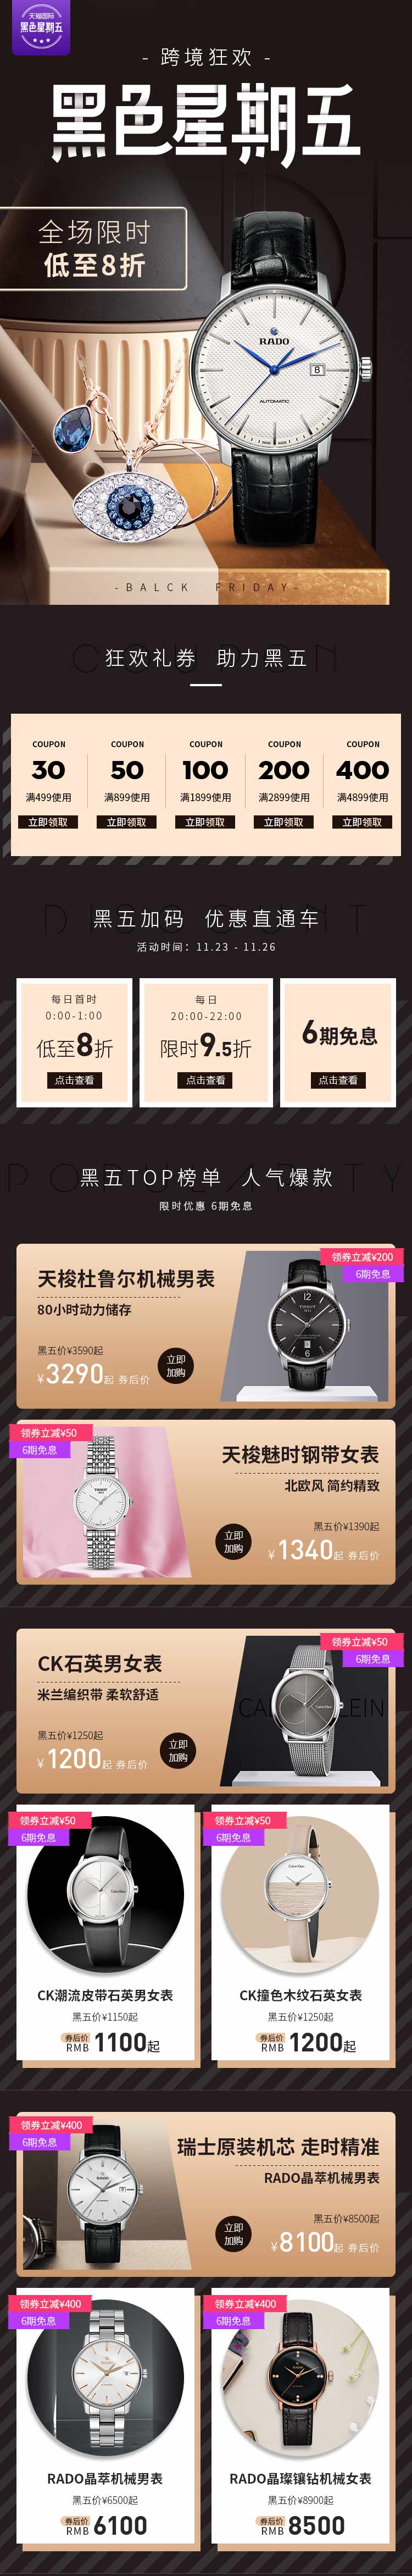 天猫国际
黑色星期五
- 跨境狂欢 -
黑色星期五
全场限时
低至8折
RADO
8
AUTOMATIC
SWISS MADE
- BALCK FRIDAY -
COUPON
狂欢礼券 助力黑五
COUPON COUPON COUPON COUPON COUPON
30 50 100 200 400
满499使用 满899使用 满1899使用 满2899使用 满4899使用
立即领取 立即领取 立即领取 立即领取 立即领取
DISCOUNT
黑五加码 优惠直通车
活动时间：11.23 - 11.26
每日首时
0:00-1:00
低至8折
点击查看
每日
20:00-22:00
限时9.5折
点击查看
6期免息
点击查看
POPULARITY
黑五TOP榜单 人气爆款
限时优惠 6期免息
领券立减¥200
6期免息
天梭杜鲁尔机械男表
80小时动力储存
黑五价¥3590起
¥3290起 券后价
立即
加购
12
TISSOT
6
领券立减¥50
6期免息
TISSOT
天梭魅时钢带女表
北欧风 简约精致
黑五价¥1390起
立即
加购
¥1340起 券后价
领券立减¥50
6期免息
CK石英男女表
米兰编织带 柔软舒适
黑五价¥1250起
¥1200起 券后价
立即
加购
Calvin Klein
领券立减¥50
6期免息
Calvin Klein
CK潮流皮带石英男女表
黑五价¥1150起
券后价
RMB 1100起
领券立减¥50
6期免息
Calvin Klein
CK撞色木纹石英女表
黑五价¥1250起
券后价
RMB 1200起
领券立减¥400
6期免息
RADO
瑞士原装机芯 走时精准
RADO晶萃机械男表
黑五价¥8500起
立即
加购
¥8100起 券后价
领券立减¥400
6期免息
RADO晶萃机械男表
黑五价¥6500起
券后价
RMB 6100
领券立减¥400
6期免息
RADO
RADO晶璨镶钻机械女表
黑五价¥8900起
券后价
RMB 8500